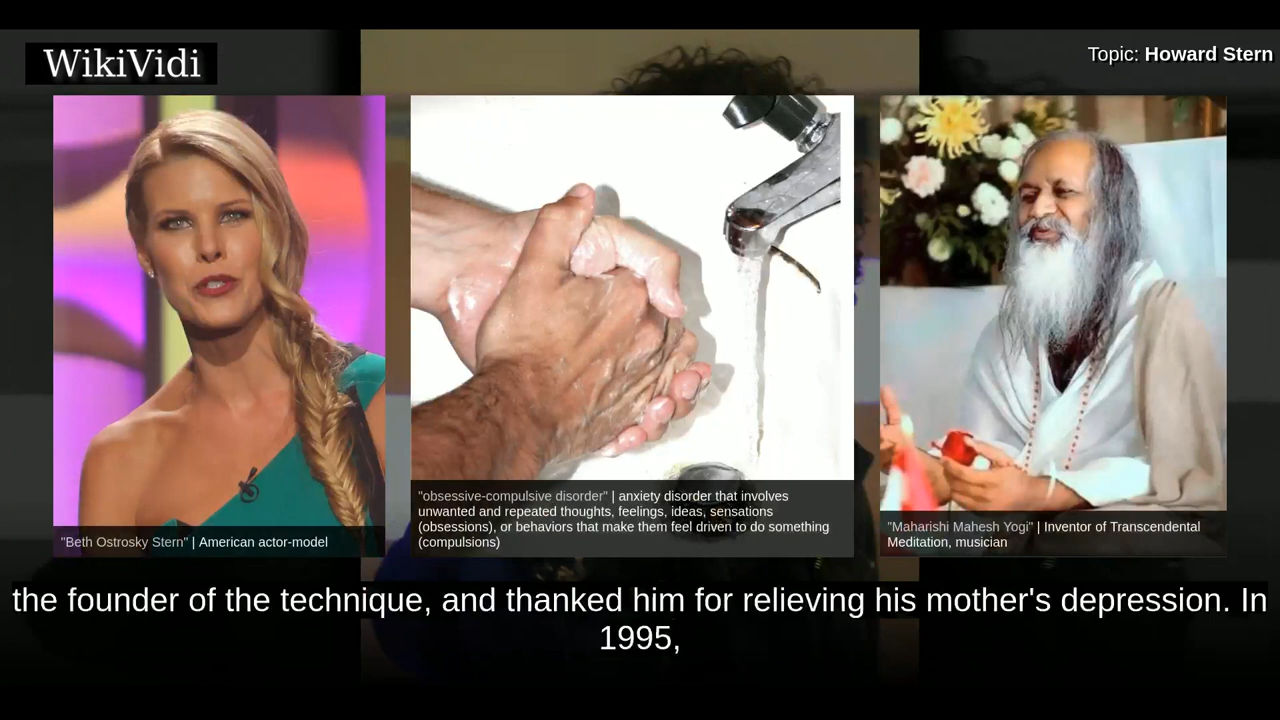 WikiVidi
Topic: Howard Stern
"Beth Ostrosky Stern" | American actor-model
"obsessive-compulsive disorder" | anxiety disorder that involves
unwanted and repeated thoughts, feelings, ideas, sensations
(obsessions), or behaviors that make them feel driven to do something
(compulsions)
"Maharishi Mahesh Yogi" | Inventor of Transcendental
Meditation, musician
the founder of the technique, and thanked him for relieving his mother's depression. In
1995,